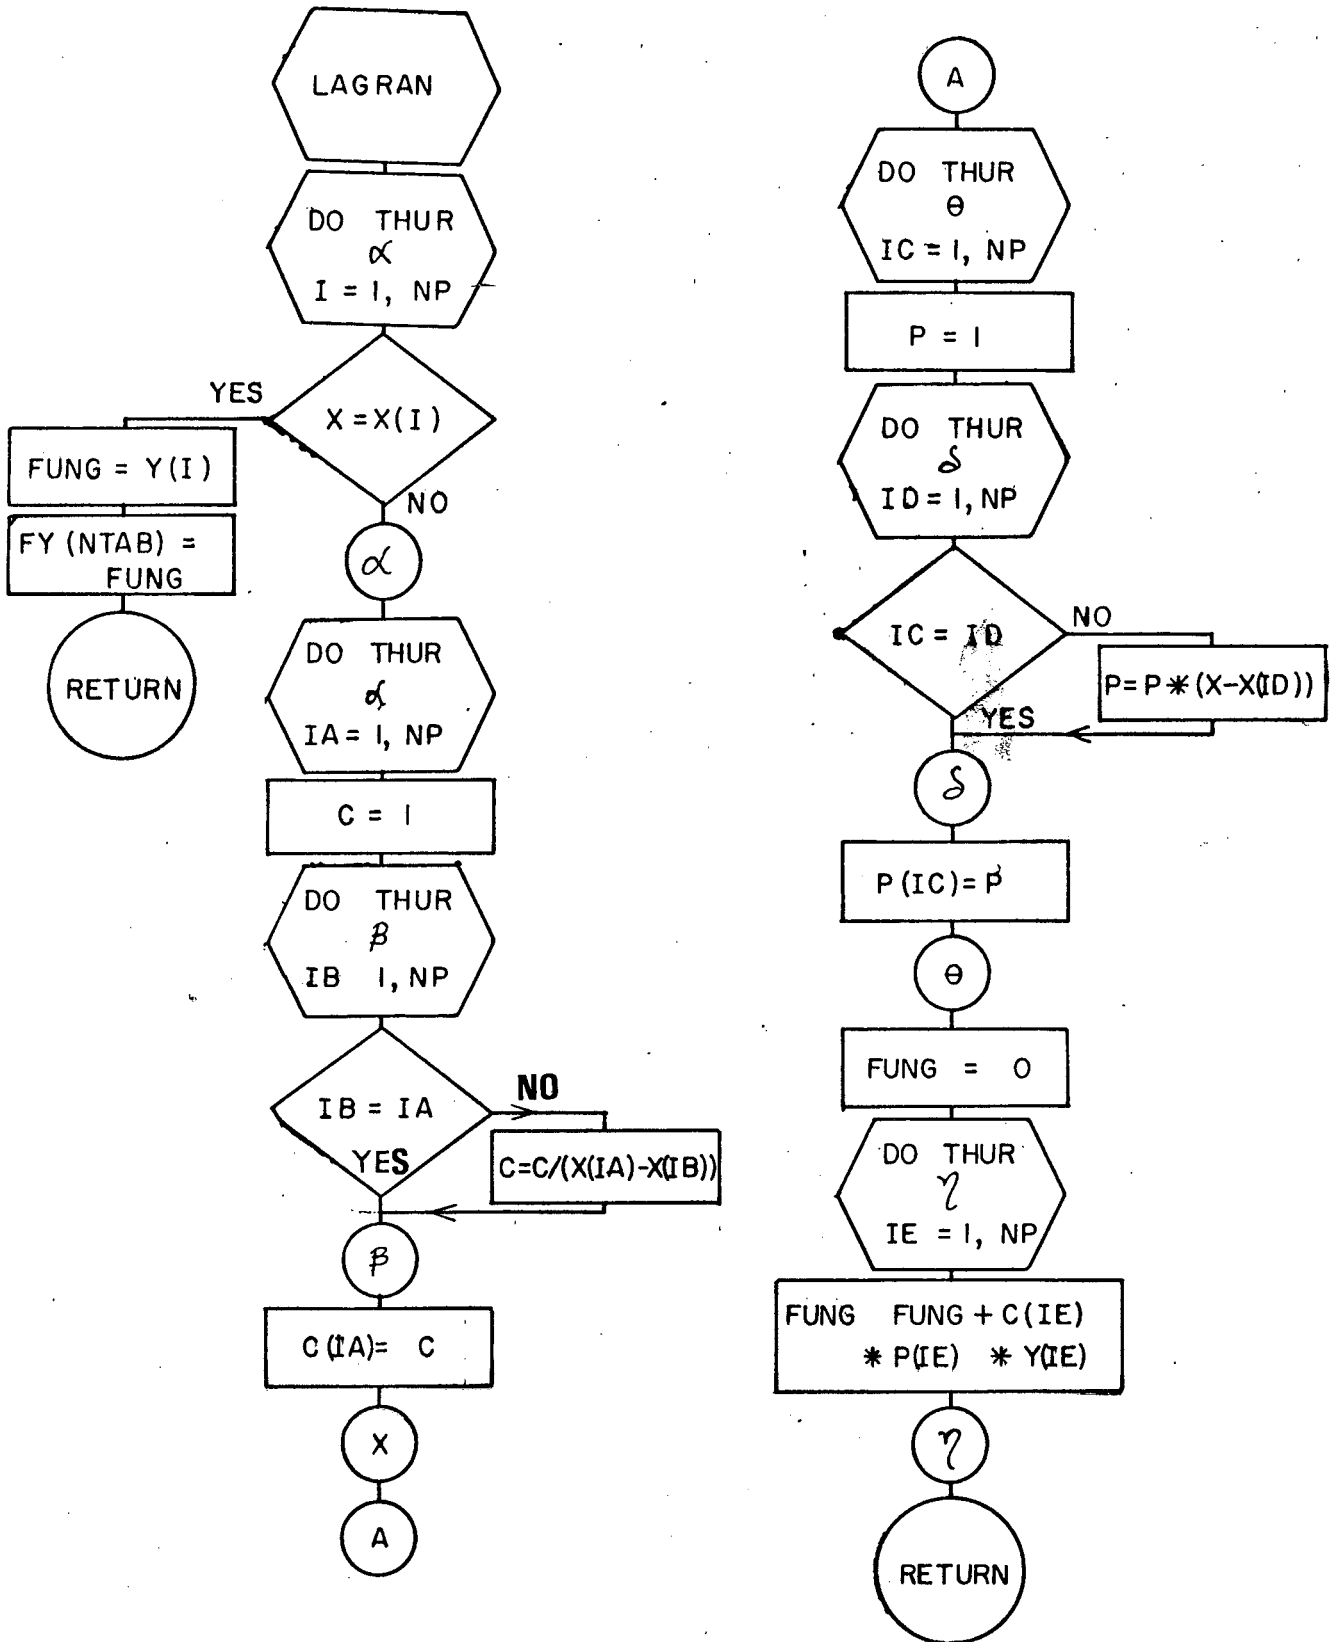 LAGRAN
DO THUR
α
I = 1, NP
X = X(I)
YES
NO
FUNG = Y(I)
FY (NTAB) =
FUNG
RETURN
α
DO THUR
α
IA = 1, NP
C = 1
DO THUR
β
IB 1, NP
IB = IA
NO
YES
C=C/(X(IA)-X(IB))
β
C(IA)= C
X
A
A
DO THUR
θ
IC = 1, NP
P = 1
DO THUR
δ
ID = 1, NP
IC = ID
NO
YES
P= P*(X-X(ID))
δ
P(IC)= P
θ
FUNG = 0
DO THUR
η
IE = 1, NP
FUNG FUNG + C(IE)
* P(IE) * Y(IE)
η
RETURN